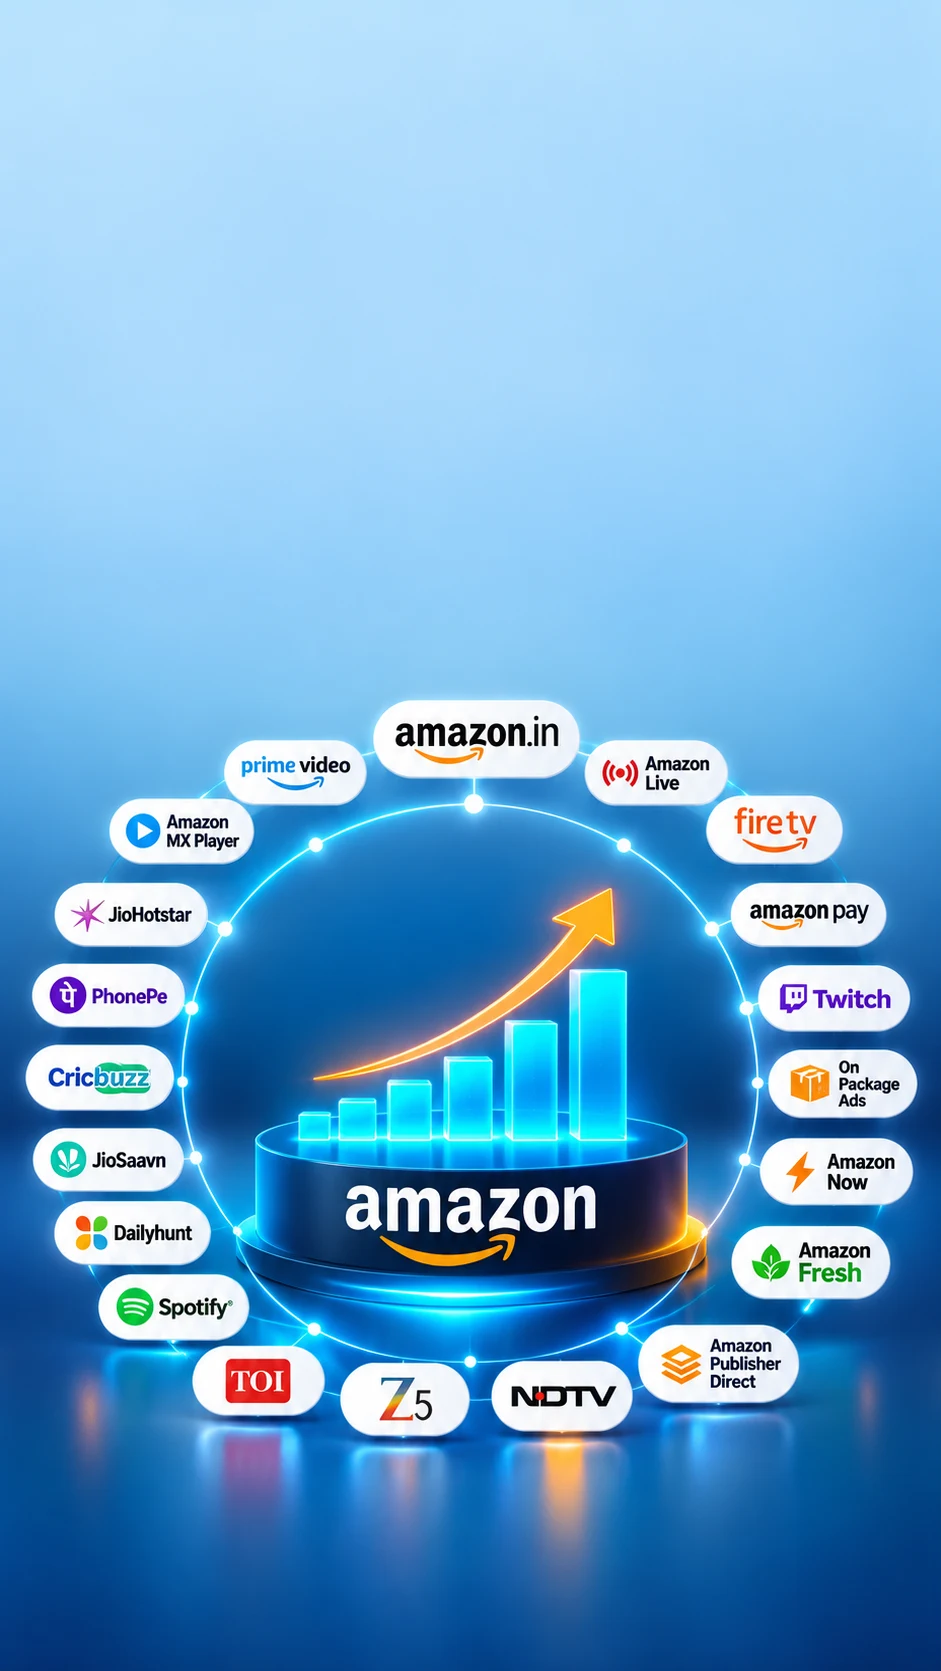 amazon.in
prime video
Amazon
Live
Amazon
MX Player
fire tv
JioHotstar
amazon pay
पे PhonePe
Twitch
Cricbuzz
On
Package
Ads
JioSaavn
Amazon
Now
amazon
Dailyhunt
Amazon
Fresh
Spotify®
Amazon
Publisher
Direct
TOI
Z5
NDTV